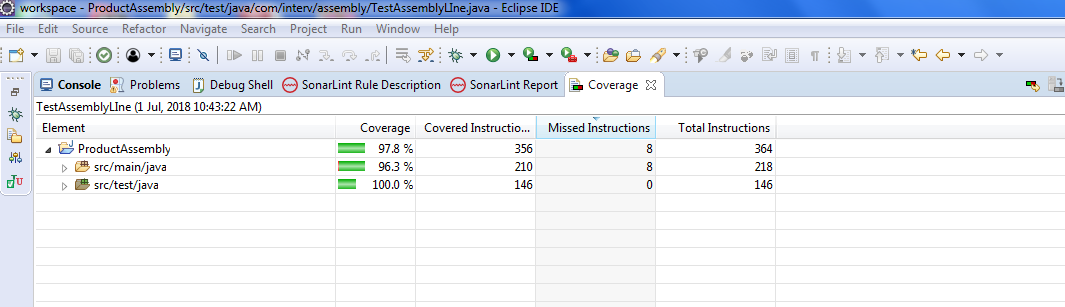 workspace - ProductAssembly/src/test/java/com/interv/assembly/TestAssemblyLIne.java - Eclipse IDE
File Edit Source Refactor Navigate Search Project Run Window Help
Console Problems Debug Shell SonarLint Rule Description SonarLint Report Coverage
TestAssemblyLIne (1 Jul, 2018 10:43:22 AM)
Element Coverage Covered Instructio... Missed Instructions Total Instructions
ProductAssembly 97.8 % 356 8 364
src/main/java 96.3 % 210 8 218
src/test/java 100.0 % 146 0 146